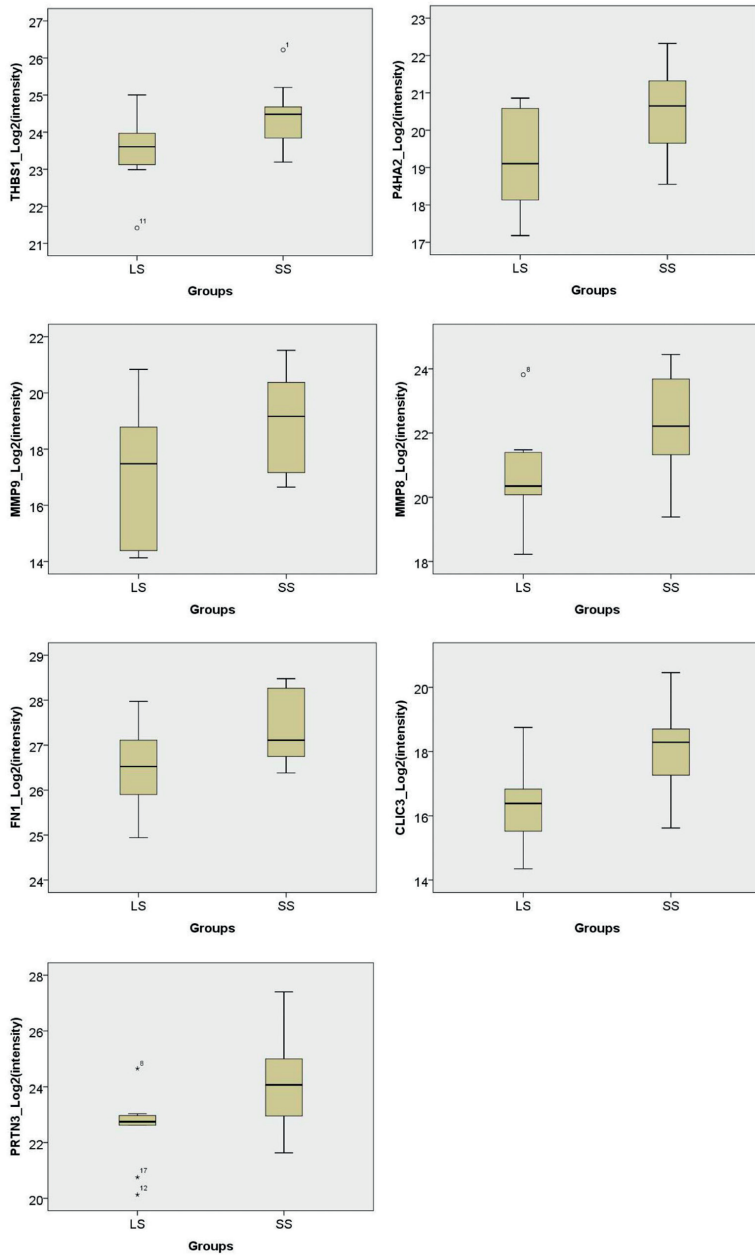 THBS1_Log2(intensity)
27
26
25
24
23
22
21
1
11
LS SS
Groups
P4HA2_Log2(intensity)
23
22
21
20
19
18
17
LS SS
Groups
MMP9_Log2(intensity)
22
20
18
16
14
LS SS
Groups
MMP8_Log2(intensity)
24
22
20
18
8
LS SS
Groups
FN1_Log2(intensity)
29
28
27
26
25
24
LS SS
Groups
CLIC3_Log2(intensity)
20
18
16
14
LS SS
Groups
PRTN3_Log2(intensity)
28
26
24
22
20
8
17
12
LS SS
Groups